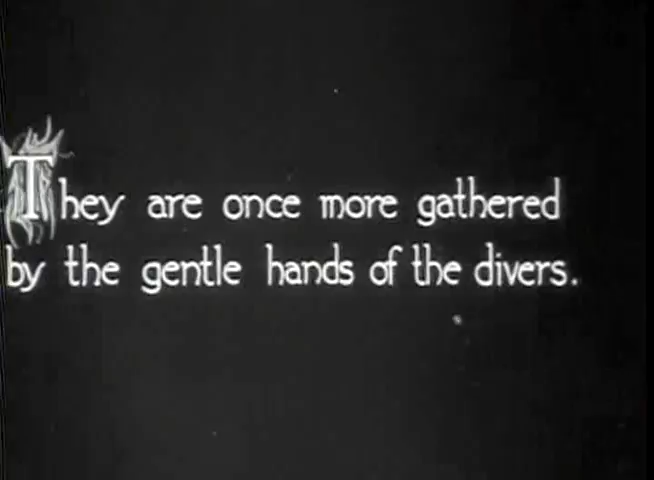 They are once more gathered
by the gentle hands of the divers.